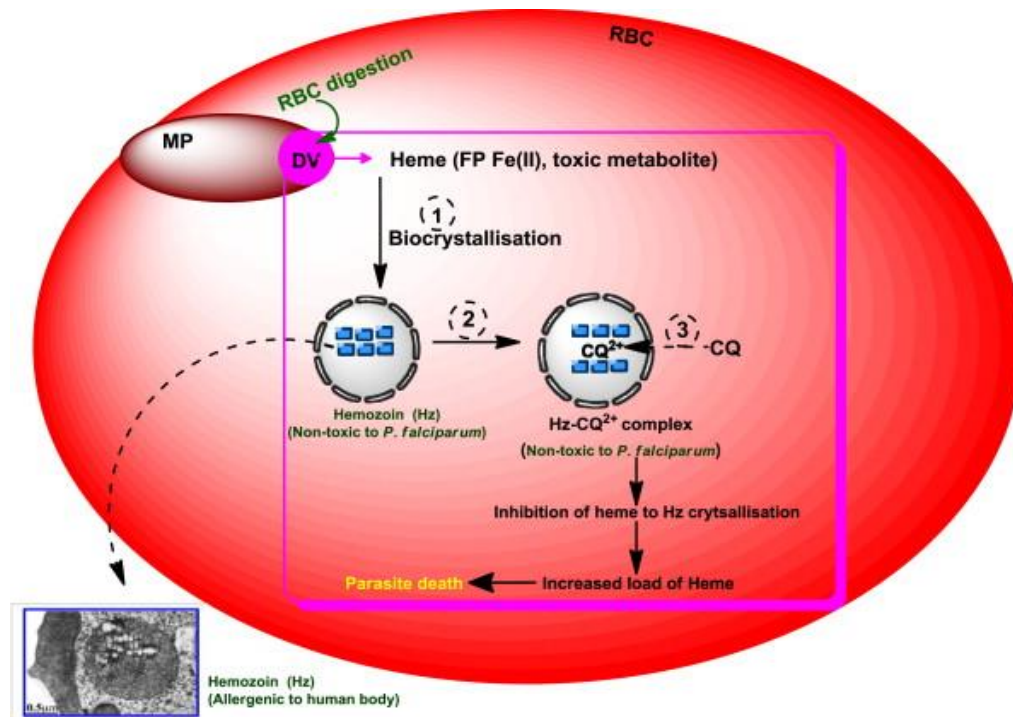 RBC
RBC digestion
MP
DV
Heme (FP Fe(II), toxic metabolite)
1
Biocrystallisation
2
CQ²⁺
3
CQ
Hemozoin (Hz)
(Non-toxic to P. falciparum)
Hz-CQ²⁺ complex
(Non-toxic to P. falciparum)
Inhibition of heme to Hz crytsallisation
Parasite death
Increased load of Heme
0.5μm
Hemozoin (Hz)
(Allergenic to human body)